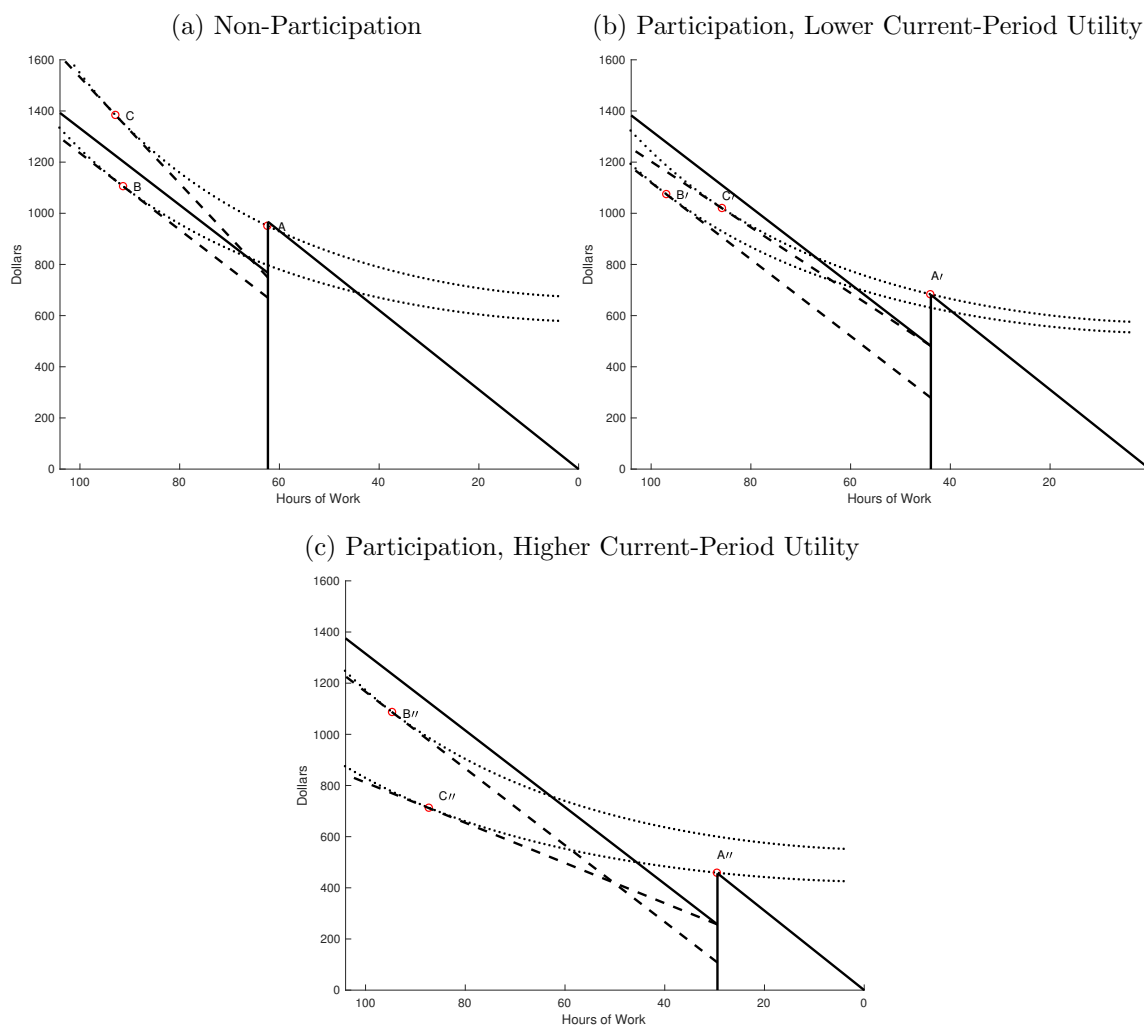 (a) Non-Participation
(b) Participation, Lower Current-Period Utility
1600
1400
1200
1000
800
600
400
200
0
Dollars
C
B
A
100
80
60
40
20
0
Hours of Work
1600
1400
1200
1000
800
600
400
200
0
Dollars
B′
C′
A′
100
80
60
40
20
Hours of Work
(c) Participation, Higher Current-Period Utility
1600
1400
1200
1000
800
600
400
200
0
Dollars
B′′
C′′
A′′
100
80
60
40
20
0
Hours of Work